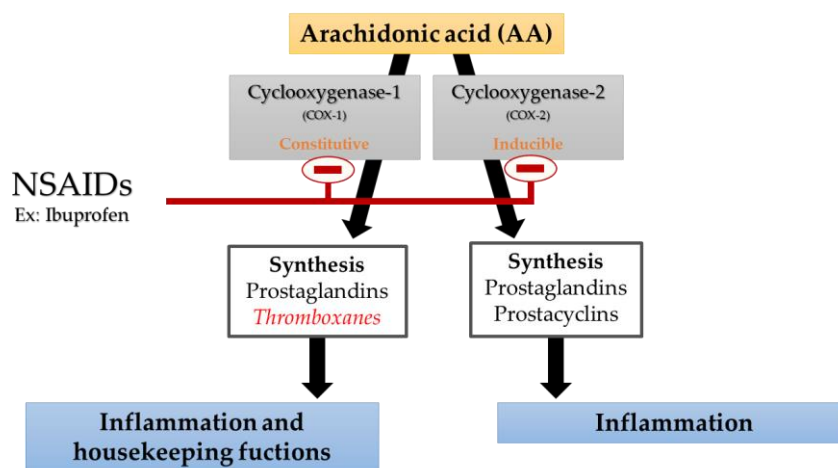 Arachidonic acid (AA)
Cyclooxygenase-1
(COX-1)
Constitutive
Cyclooxygenase-2
(COX-2)
Inducible
NSAIDs
Ex: Ibuprofen
Synthesis
Prostaglandins
Thromboxanes
Synthesis
Prostaglandins
Prostacyclins
Inflammation and
housekeeping fuctions
Inflammation